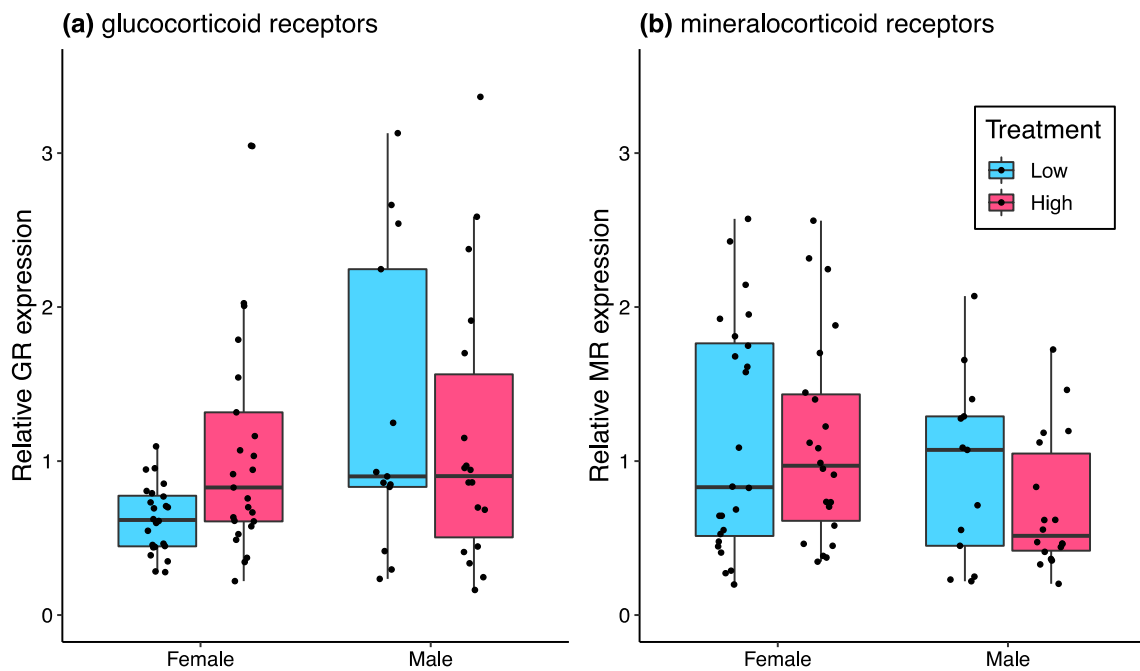 (a) glucocorticoid receptors
Relative GR expression
3
2
1
0
Female
Male
(b) mineralocorticoid receptors
Relative MR expression
3
2
1
0
Female
Male
Treatment
Low
High